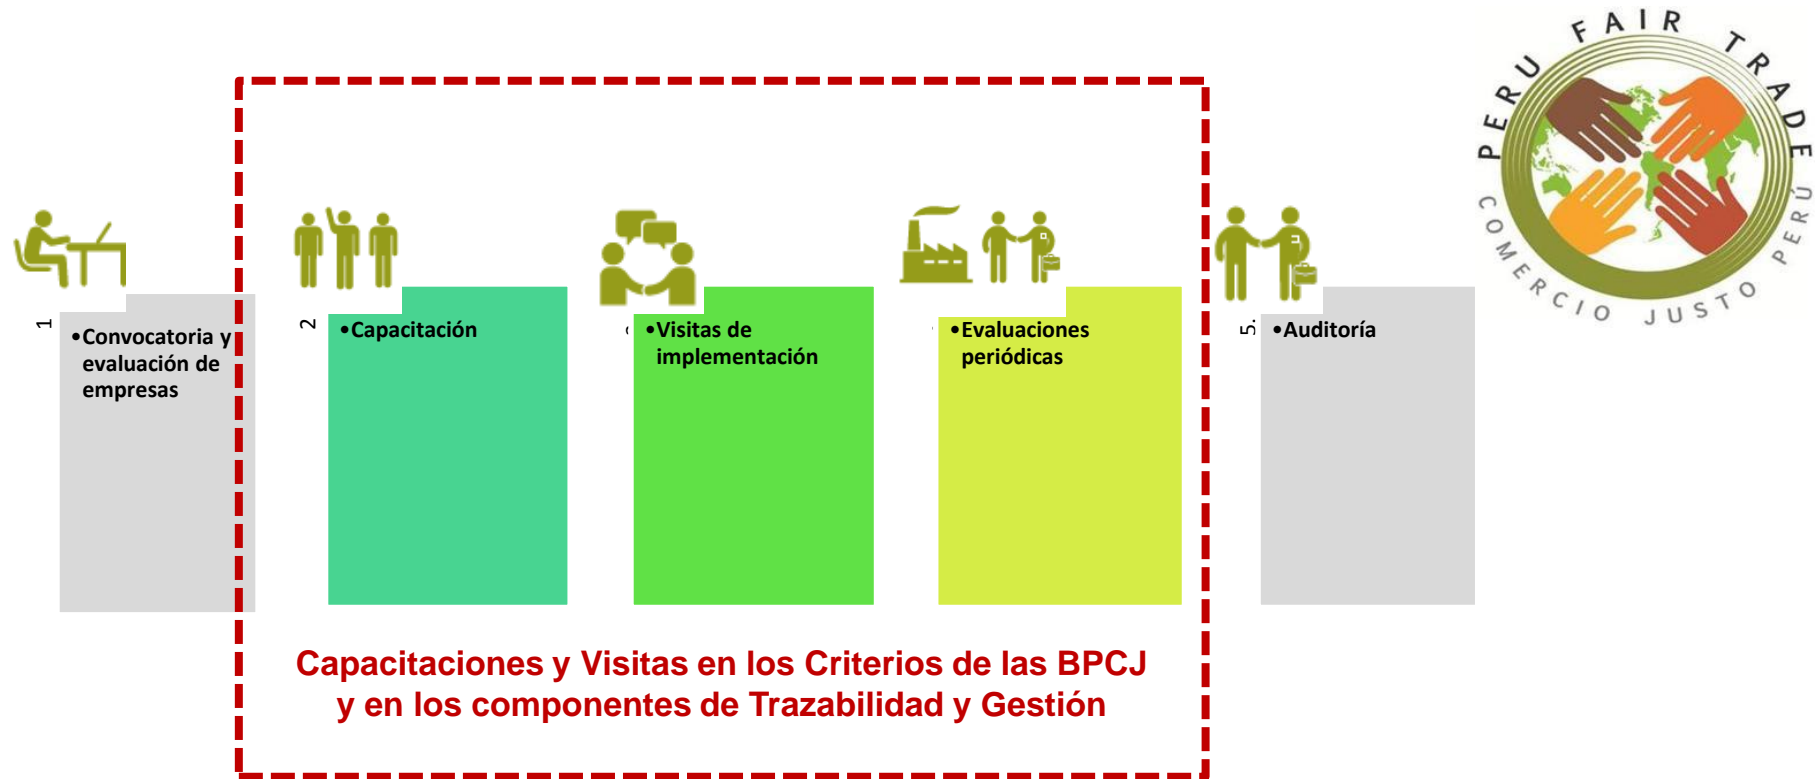 PERU FAIR TRADE
COMERCIO JUSTO PERÚ
1
•Convocatoria y
evaluación de
empresas
2
•Capacitación
•Visitas de
implementación
•Evaluaciones
periódicas
5.
•Auditoría
Capacitaciones y Visitas en los Criterios de las BPCJ
y en los componentes de Trazabilidad y Gestión